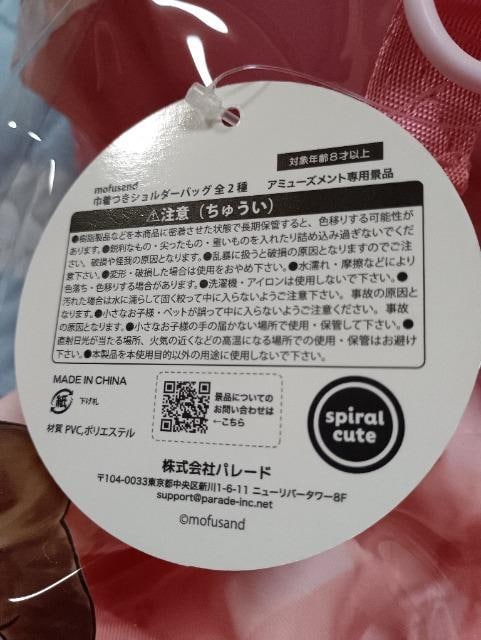 対象年齢8才以上
mofusand
巾着つきショルダーバッグ 全2種 アミューズメント専用景品
⚠注意（ちゅうい）
●樹脂製品などを本商品に密着させた状態で長期保管すると、色移りする可能性が
あります。●鋭利なもの・尖ったもの・重いものを入れたり詰め込み過ぎないでくだ
さい。破損や怪我の原因となります。●乱暴に扱うと破損の原因となりますのでご注
意下さい。●変形・破損した場合は使用をおやめ下さい。●水濡れ・摩擦などにより
色落ち・色移りする場合があります。●洗濯機・アイロンは使用しないで下さい。●
汚れた場合は水に濡らして固く絞って中に入らないようご注意下さい。事故の原因と
なります。●小さなお子様・ペットが誤って中に入らないようご注意ください。事故
の原因となります。●小さなお子様の手の届かない場所で使用・保管して下さい。●
直射日光が当たる場所、火気の近くなどの高温になる場所での使用・保管はお避け
下さい。●本製品を本使用目的以外の用途に使用しないで下さい。
MADE IN CHINA
紙 下げ札
材質 PVC,ポリエステル
景品についての
お問い合わせは
←こちら
spiral
cute
株式会社パレード
〒104-0033東京都中央区新川1-6-11 ニューリバータワー8F
support@parade-inc.net
©mofusand